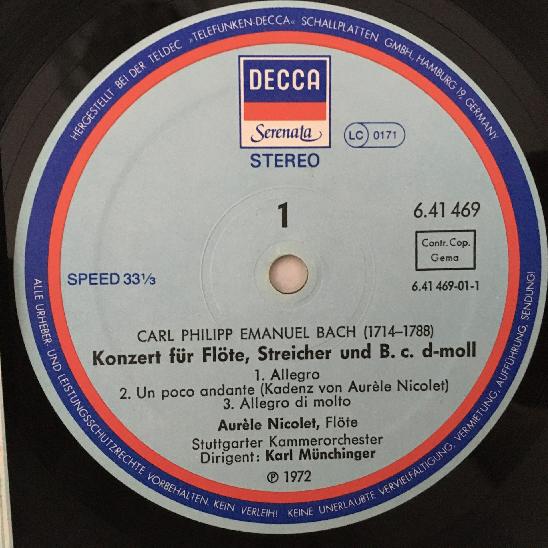 HERGESTELLT BEI DER TELDEC »TELEFUNKEN-DECCA« SCHALLPLATTEN GMBH, HAMBURG 19, GERMANY
DECCA
Serenata
LC 0171
STEREO
1
6.41 469
Contr. Cop.
Gema
SPEED 33⅓
6.41 469-01-1
CARL PHILIPP EMANUEL BACH (1714–1788)
Konzert für Flöte, Streicher und B. c. d-moll
1. Allegro
2. Un poco andante (Kadenz von Aurèle Nicolet)
3. Allegro di molto
Aurèle Nicolet, Flöte
Stuttgarter Kammerorchester
Dirigent: Karl Münchinger
℗ 1972
ALLE URHEBER- UND LEISTUNGSSCHUTZRECHTE VORBEHALTEN. KEIN VERLEIH! KEINE UNERLAUBTE VERVIELFÄLTIGUNG, VERMIETUNG, AUFFÜHRUNG, SENDUNG!